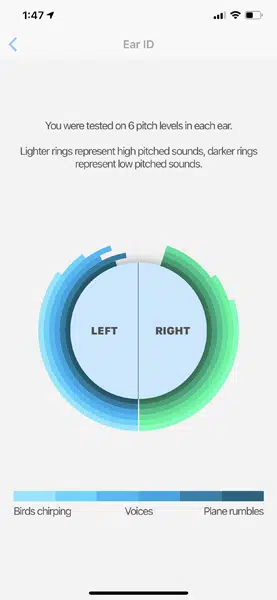 1:47
Ear ID
You were tested on 6 pitch levels in each ear.
Lighter rings represent high pitched sounds, darker rings
represent low pitched sounds.
LEFT RIGHT
Birds chirping Voices Plane rumbles